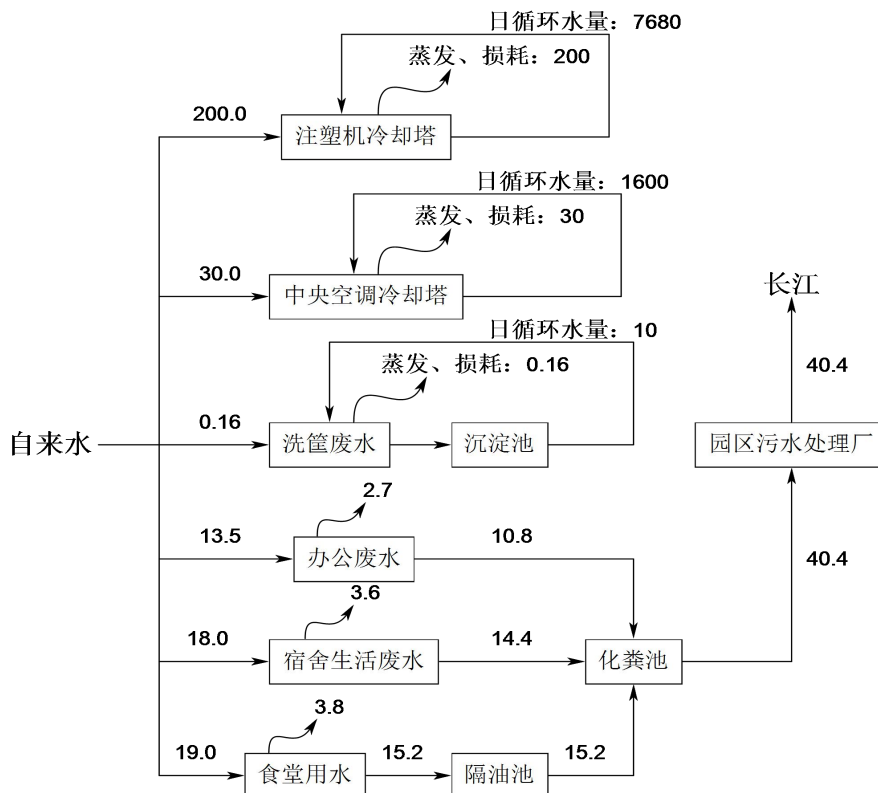 日循环水量：7680
蒸发、损耗：200
200.0
注塑机冷却塔
日循环水量：1600
蒸发、损耗：30
30.0
中央空调冷却塔
长江
日循环水量：10
蒸发、损耗：0.16
40.4
0.16
自来水
洗筐废水
沉淀池
园区污水处理厂
2.7
13.5
办公废水
10.8
40.4
3.6
18.0
宿舍生活废水
14.4
化粪池
3.8
19.0
食堂用水
15.2
隔油池
15.2